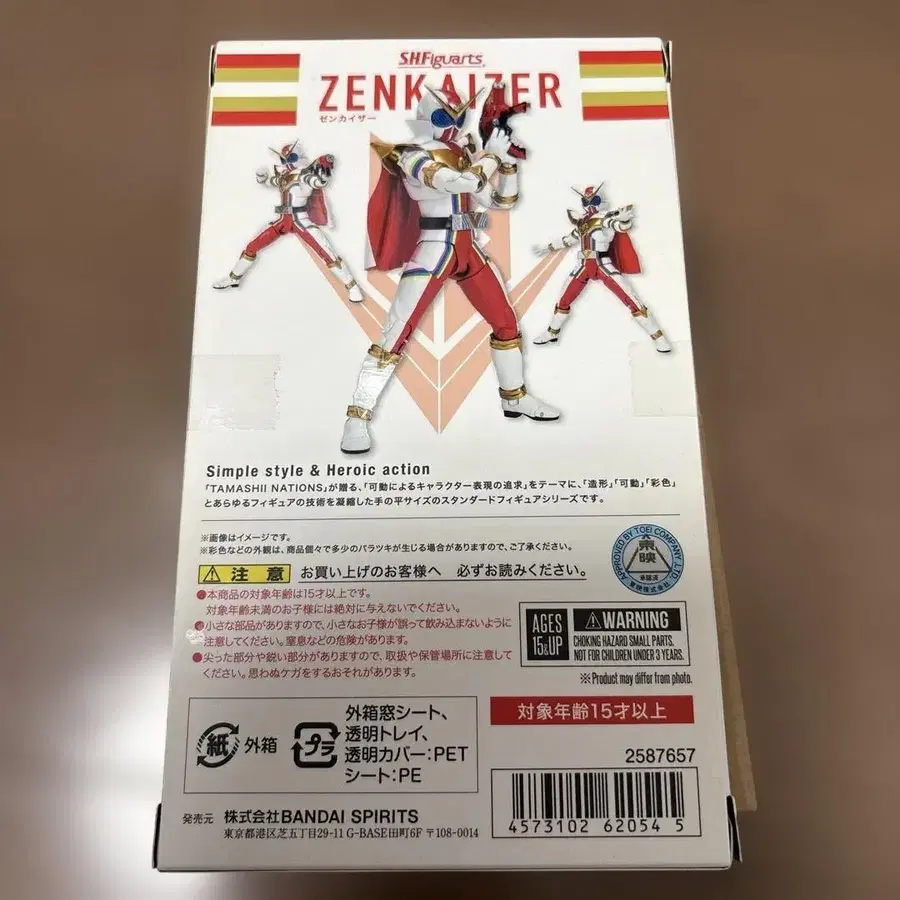 S.H.Figuarts
ZENKAIZER
ゼンカイザー
Simple style & Heroic action
「TAMASHII NATIONS」が贈る、「可動によるキャラクター表現の追求」をテーマに、「造形」「可動」「彩色」
とあらゆるフィギュアの技術を凝縮した手の平サイズのスタンダードフィギュアシリーズです。
※画像はイメージです。
※彩色などの外観は、商品個々で多少のバラツキが生じる場合がありますので、ご了承ください。
注意 お買い上げのお客様へ 必ずお読みください。
●本商品の対象年齢は15才以上です。
対象年齢未満のお子様には絶対に与えないでください。
●小さな部品がありますので、小さなお子様が誤って飲み込まないように
注意してください。窒息などの危険があります。
●尖った部分や鋭い部分がありますので、取扱や保管場所に注意して
ください。思わぬケガをするおそれがあります。
APPROVED BY TOEI COMPANY, LTD.
東映
承認済
東映株式会社
AGES
15&UP
WARNING
CHOKING HAZARD SMALL PARTS.
NOT FOR CHILDREN UNDER 3 YEARS.
※Product may differ from photo.
対象年齢15才以上
紙 外箱
プラ
外箱窓シート、
透明トレイ、
透明カバー:PET
シート:PE
2587657
4573102 62054 5
発売元 株式会社BANDAI SPIRITS
東京都港区芝五丁目29-11 G-BASE田町6F 〒108-0014